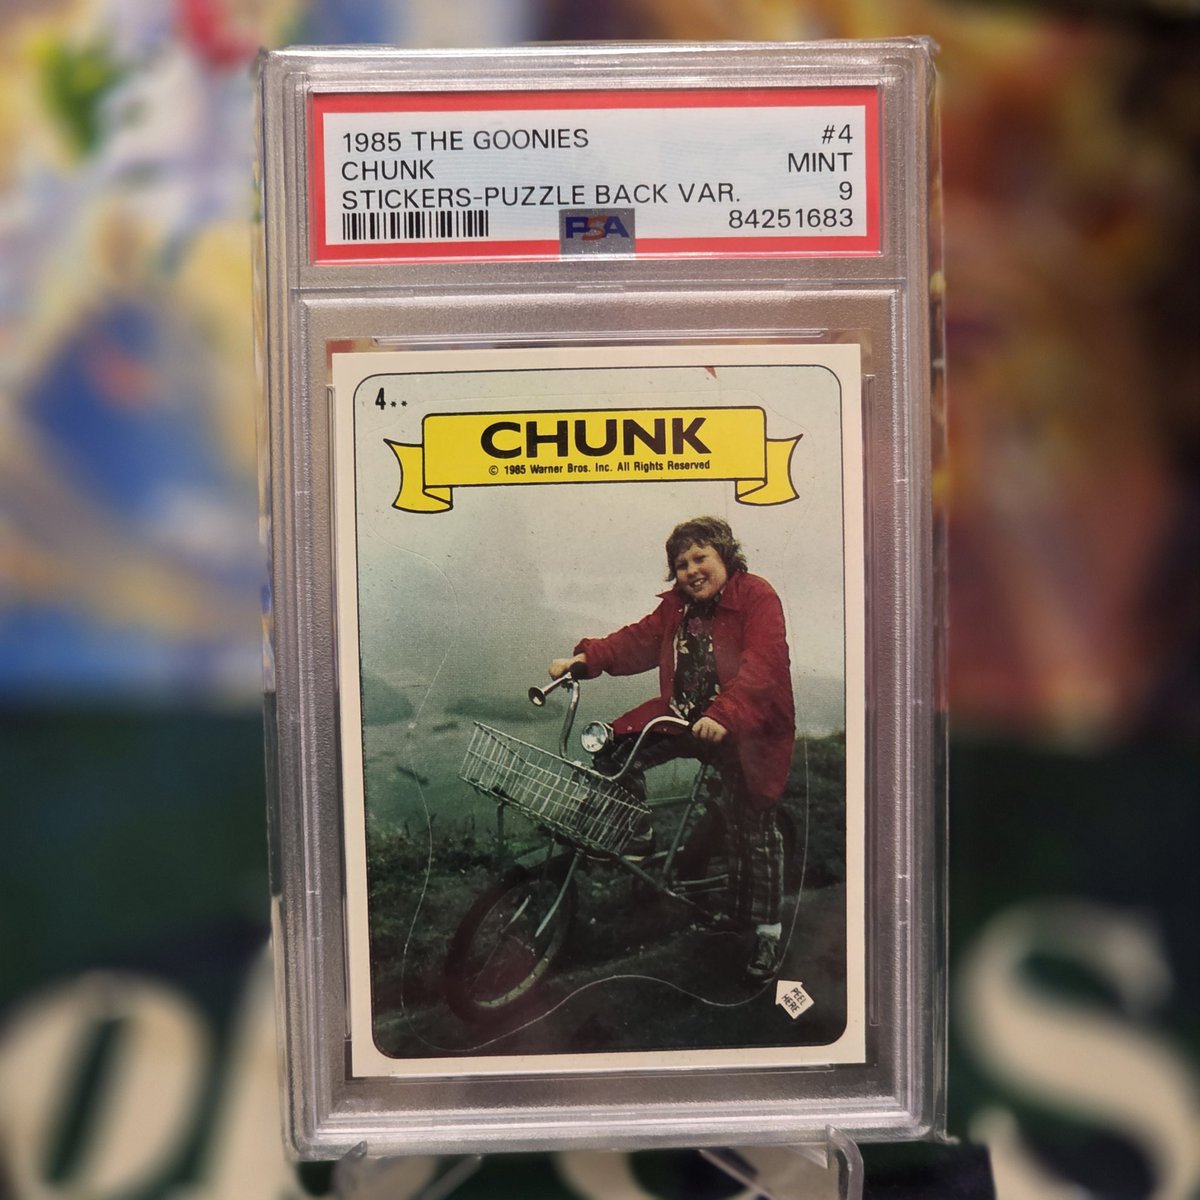 1985 THE GOONIES #4
CHUNK MINT
STICKERS-PUZZLE BACK VAR. 9
PSA 84251683
4**
CHUNK
© 1985 Warner Bros. Inc. All Rights Reserved
PEEL
HERE